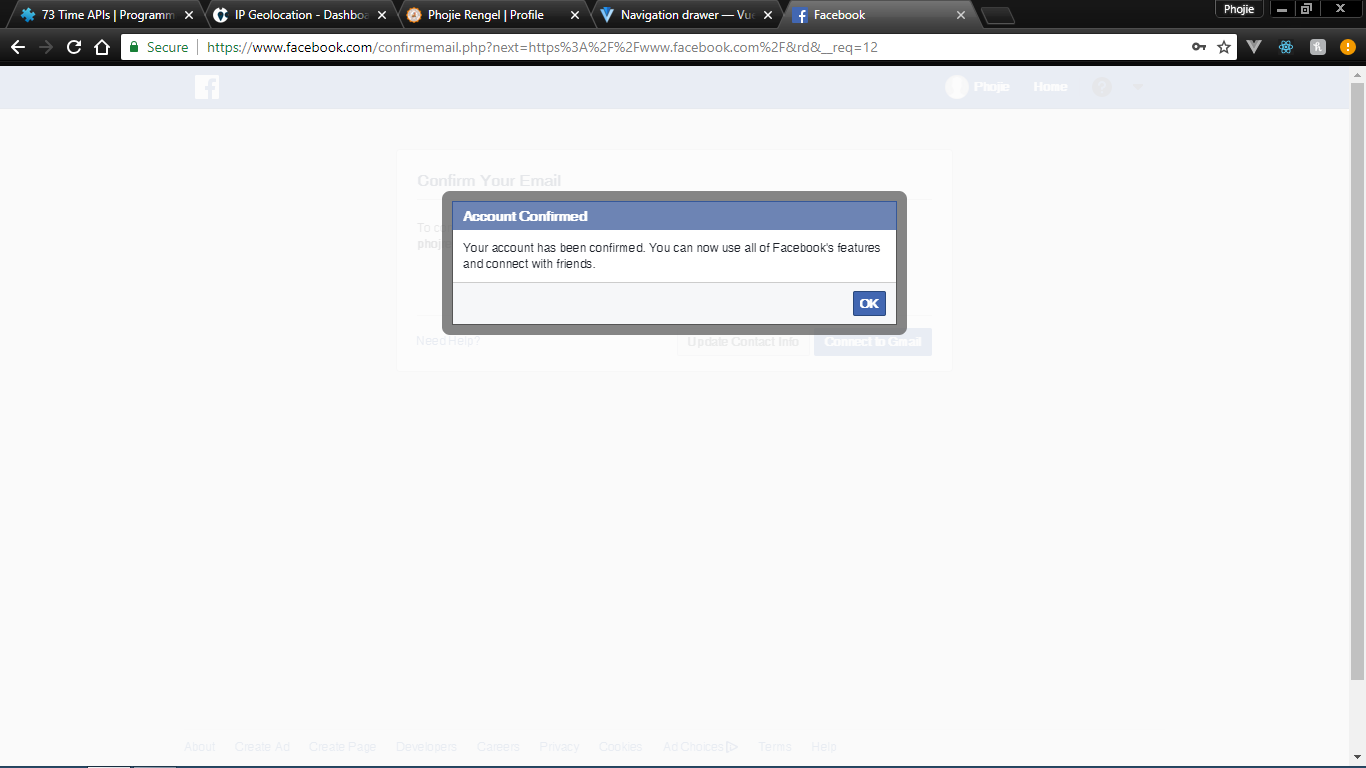 73 Time APIs | Programm
IP Geolocation - Dashboa
Phojie Rengel | Profile
Navigation drawer — Vue
Facebook
Phojie
Secure
https://www.facebook.com/confirmemail.php?next=https%3A%2F%2Fwww.facebook.com%2F&rd&__req=12
Phojie Home ?
Confirm Your Email
Account Confirmed
To c
phoj
Your account has been confirmed. You can now use all of Facebook's features
and connect with friends.
OK
Need Help?
Update Contact Info
Connect to Gmail
About Create Ad Create Page Developers Careers Privacy Cookies Ad Choices Terms Help